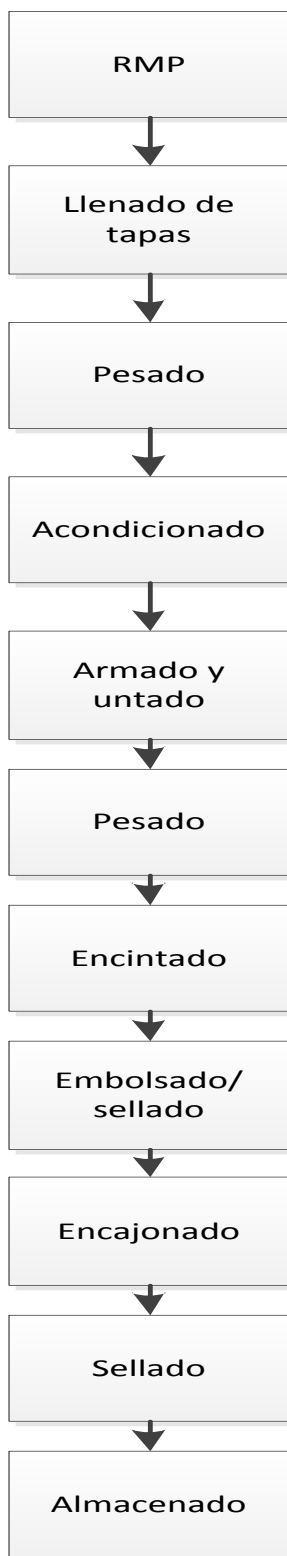 RMP
Llenado de
tapas
Pesado
Acondicionado
Armado y
untado
Pesado
Encintado
Embolsado/
sellado
Encajonado
Sellado
Almacenado